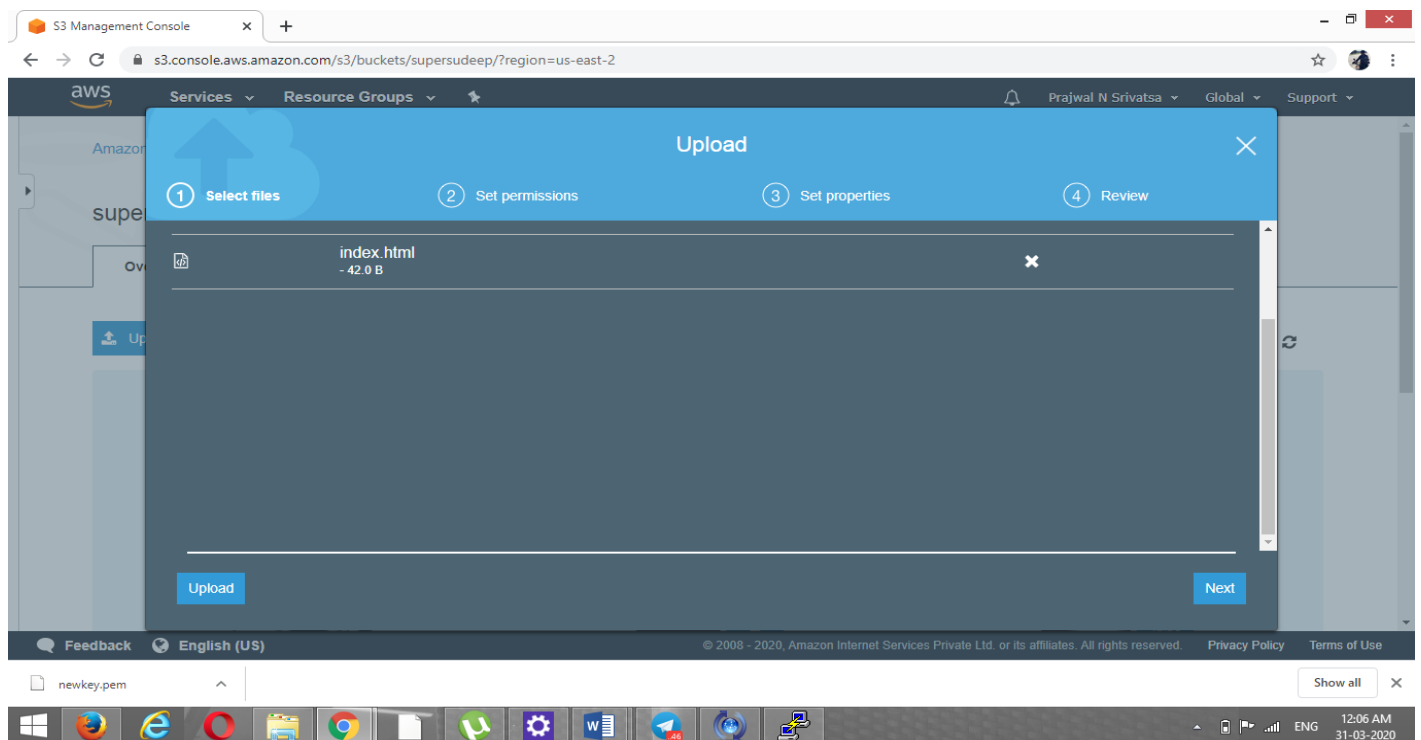 S3 Management Console
s3.console.aws.amazon.com/s3/buckets/supersudeep/?region=us-east-2
aws Services Resource Groups Prajwal N Srivatsa Global Support
Amazon
Upload
1 Select files 2 Set permissions 3 Set properties 4 Review
super
Ov
index.html
- 42.0 B
Up
Upload Next
Feedback English (US) © 2008 - 2020, Amazon Internet Services Private Ltd. or its affiliates. All rights reserved. Privacy Policy Terms of Use
newkey.pem Show all
46
ENG 12:06 AM
31-03-2020